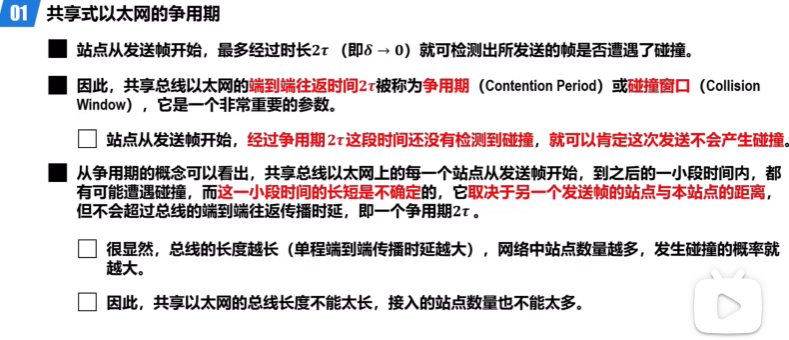 01 共享式以太网的争用期
站点从发送帧开始，最多经过时长2τ （即δ → 0）就可检测出所发送的帧是否遭遇了碰撞。
因此，共享总线以太网的端到端往返时间2τ被称为争用期（Contention Period）或碰撞窗口（Collision
Window），它是一个非常重要的参数。
站点从发送帧开始，经过争用期2τ这段时间还没有检测到碰撞，就可以肯定这次发送不会产生碰撞。
从争用期的概念可以看出，共享总线以太网上的每一个站点从发送帧开始，到之后的一小段时间内，都
有可能遭遇碰撞，而这一小段时间的长短是不确定的，它取决于另一个发送帧的站点与本站点的距离，
但不会超过总线的端到端往返传播时延，即一个争用期2τ。
很显然，总线的长度越长（单程端到端传播时延越大），网络中站点数量越多，发生碰撞的概率就
越大。
因此，共享以太网的总线长度不能太长，接入的站点数量也不能太多。